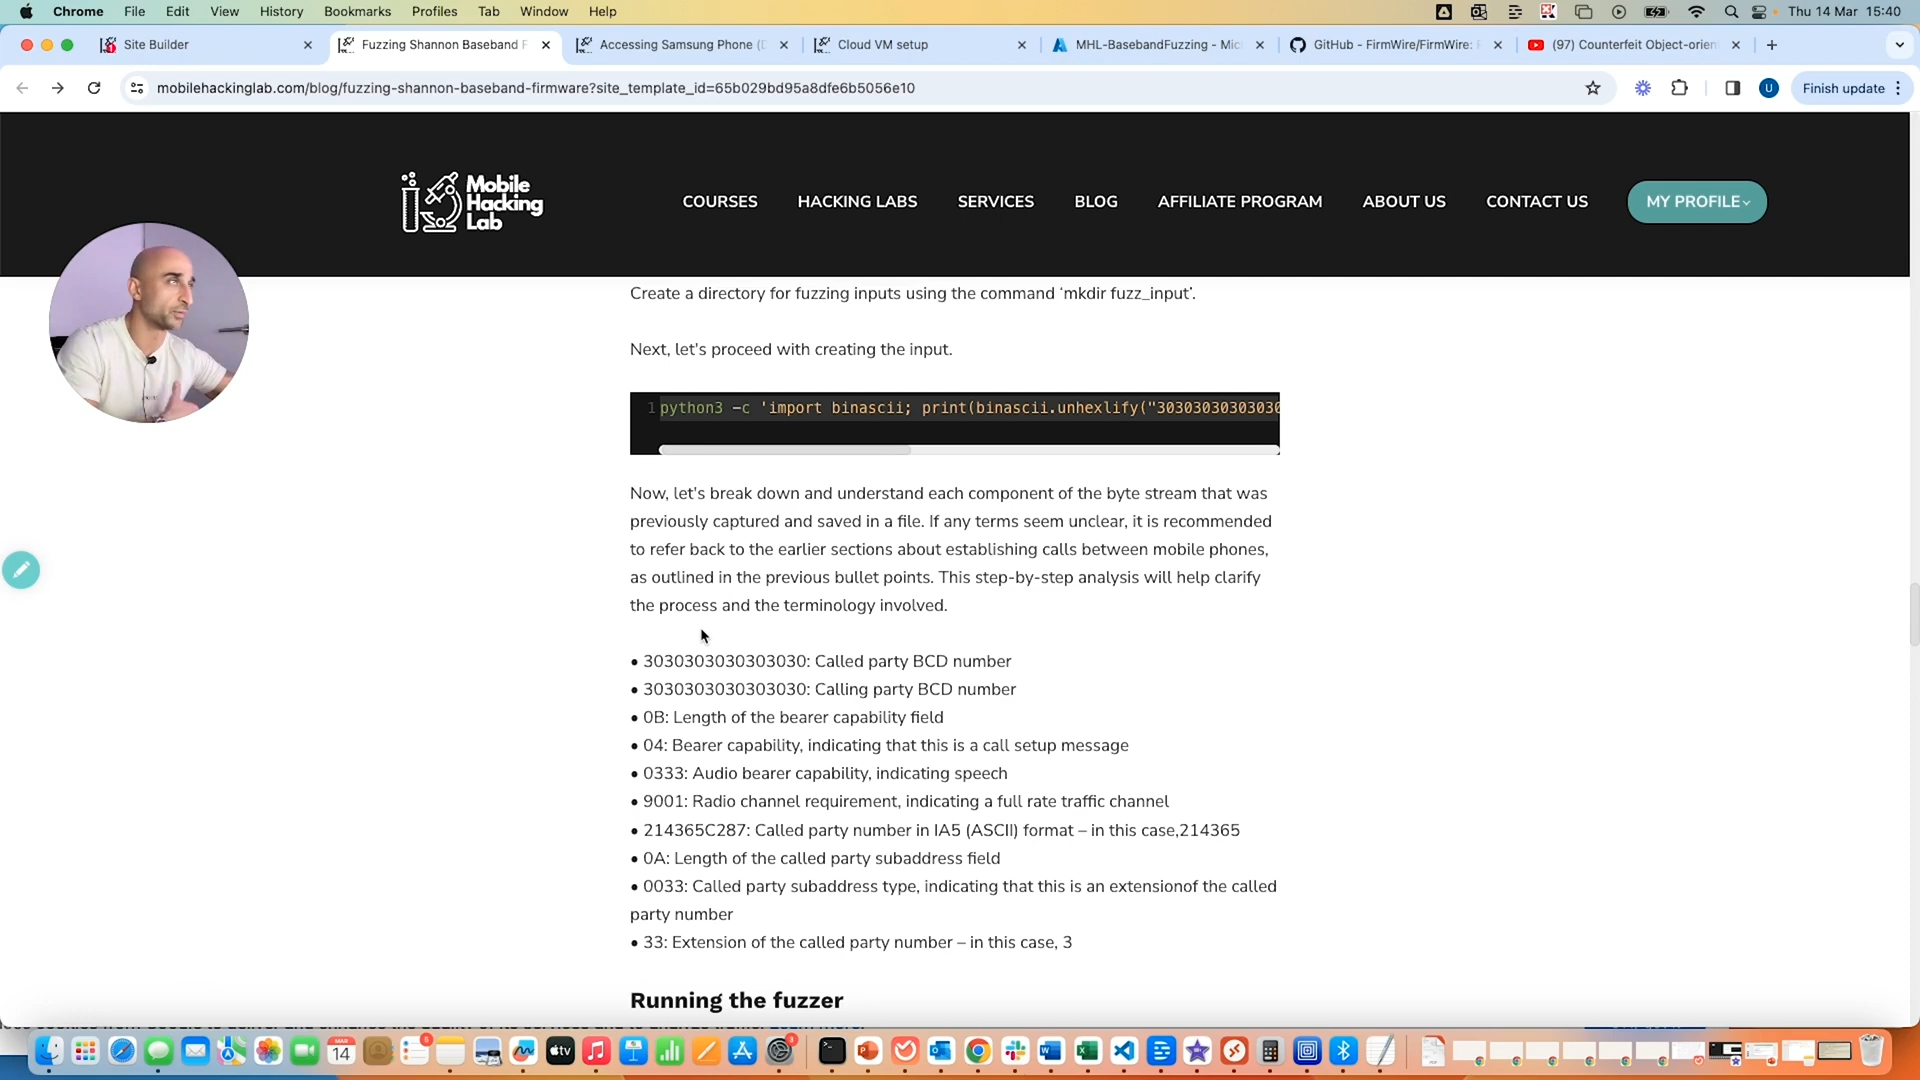 Chrome File Edit View History Bookmarks Profiles Tab Window Help
Thu 14 Mar 15:40
Site Builder
Fuzzing Shannon Baseband F
Accessing Samsung Phone (D
Cloud VM setup
MHL-BasebandFuzzing - Mic
GitHub - FirmWire/FirmWire: F
(97) Counterfeit Object-orien
mobilehackinglab.com/blog/fuzzing-shannon-baseband-firmware?site_template_id=65b029bd95a8dfe6b5056e10
U
Finish update
Mobile
Hacking
Lab
COURSES HACKING LABS SERVICES BLOG AFFILIATE PROGRAM ABOUT US CONTACT US MY PROFILE
Create a directory for fuzzing inputs using the command ‘mkdir fuzz_input’.
Next, let's proceed with creating the input.
1 python3 -c 'import binascii; print(binascii.unhexlify("30303030303030
Now, let's break down and understand each component of the byte stream that was
previously captured and saved in a file. If any terms seem unclear, it is recommended
to refer back to the earlier sections about establishing calls between mobile phones,
as outlined in the previous bullet points. This step-by-step analysis will help clarify
the process and the terminology involved.
• 3030303030303030: Called party BCD number
• 3030303030303030: Calling party BCD number
• 0B: Length of the bearer capability field
• 04: Bearer capability, indicating that this is a call setup message
• 0333: Audio bearer capability, indicating speech
• 9001: Radio channel requirement, indicating a full rate traffic channel
• 214365C287: Called party number in IA5 (ASCII) format – in this case,214365
• 0A: Length of the called party subaddress field
• 0033: Called party subaddress type, indicating that this is an extensionof the called
party number
• 33: Extension of the called party number – in this case, 3
Running the fuzzer
MAR
14
tv